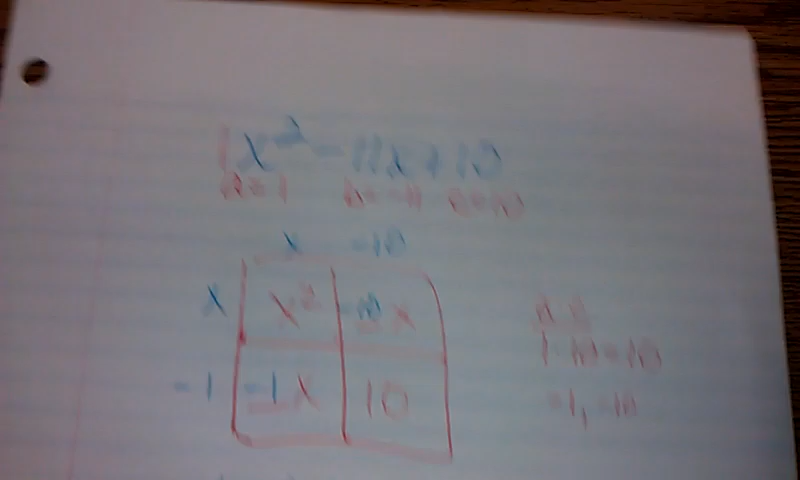 1x² - 11x + 10
a=1 b=-11 c=10
x -10
x x² -10x
-1 -1x 10
a·c
1·10=10
-1, -10